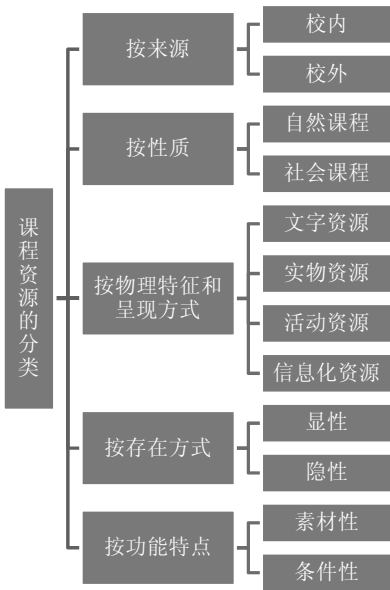 课程资源的分类
按来源
校内
校外
按性质
自然课程
社会课程
按物理特征和
呈现方式
文字资源
实物资源
活动资源
信息化资源
按存在方式
显性
隐性
按功能特点
素材性
条件性